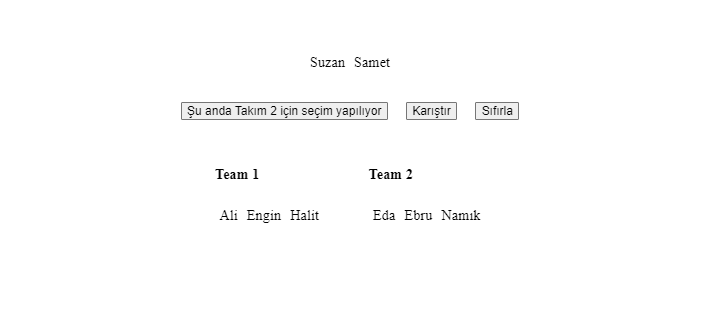 Suzan Samet
Şu anda Takım 2 için seçim yapılıyor Karıştır Sıfırla
Team 1 Team 2
Ali Engin Halit Eda Ebru Namık